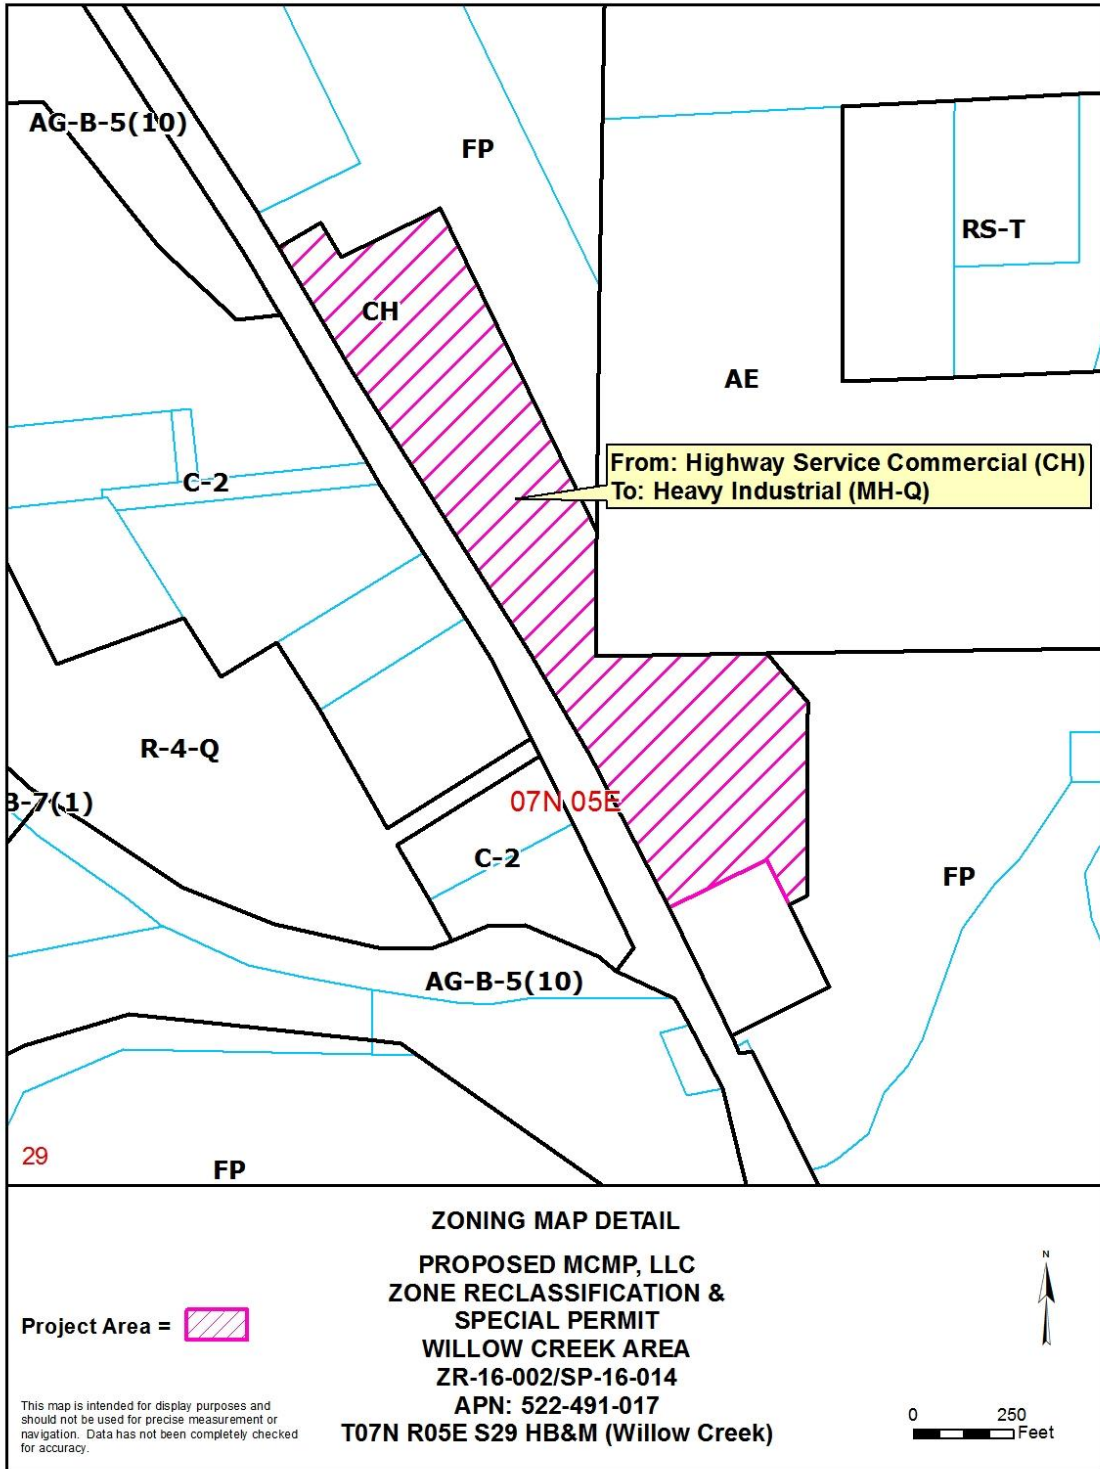 AG-B-5(10)
FP
RS-T
CH
AE
From: Highway Service Commercial (CH)
To: Heavy Industrial (MH-Q)
C-2
R-4-Q
B-7(1)
07N 05E
C-2
FP
AG-B-5(10)
29
FP
ZONING MAP DETAIL
PROPOSED MCMP, LLC
ZONE RECLASSIFICATION &
SPECIAL PERMIT
WILLOW CREEK AREA
ZR-16-002/SP-16-014
APN: 522-491-017
T07N R05E S29 HB&M (Willow Creek)
Project Area =
This map is intended for display purposes and
should not be used for precise measurement or
navigation. Data has not been completely checked
for accuracy.
N
0 250
Feet